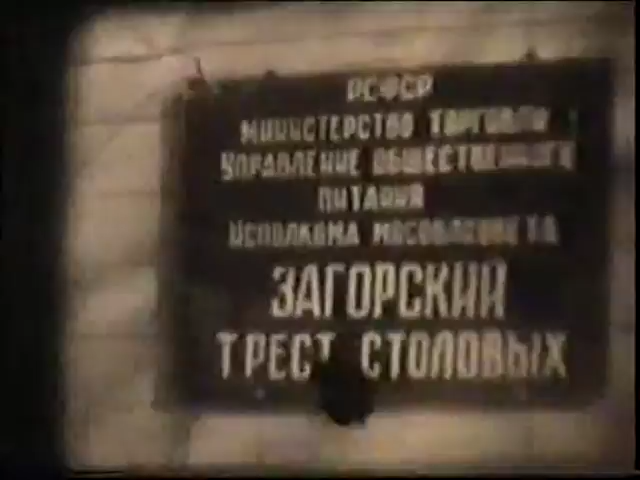 РСФСР
МИНИСТЕРСТВО ТОРГОВЛИ
УПРАВЛЕНИЕ ОБЩЕСТВЕННОГО
ПИТАНИЯ
ИСПОЛКОМА МОСОБЛСОВЕТА
ЗАГОРСКИЙ
ТРЕСТ СТОЛОВЫХ